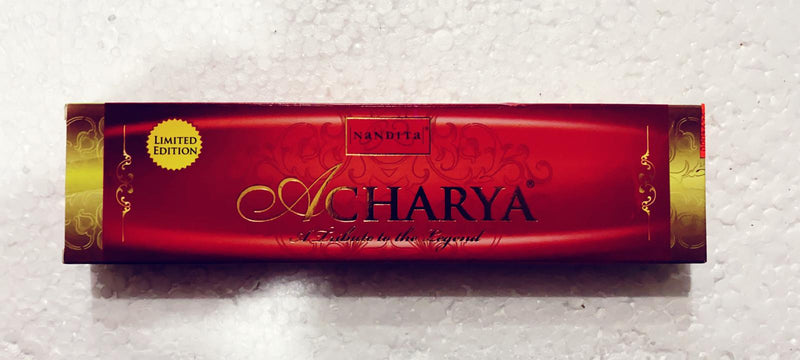 LIMITED
EDITION
NANDITA®
ACHARYA®
A Tribute to the Legend